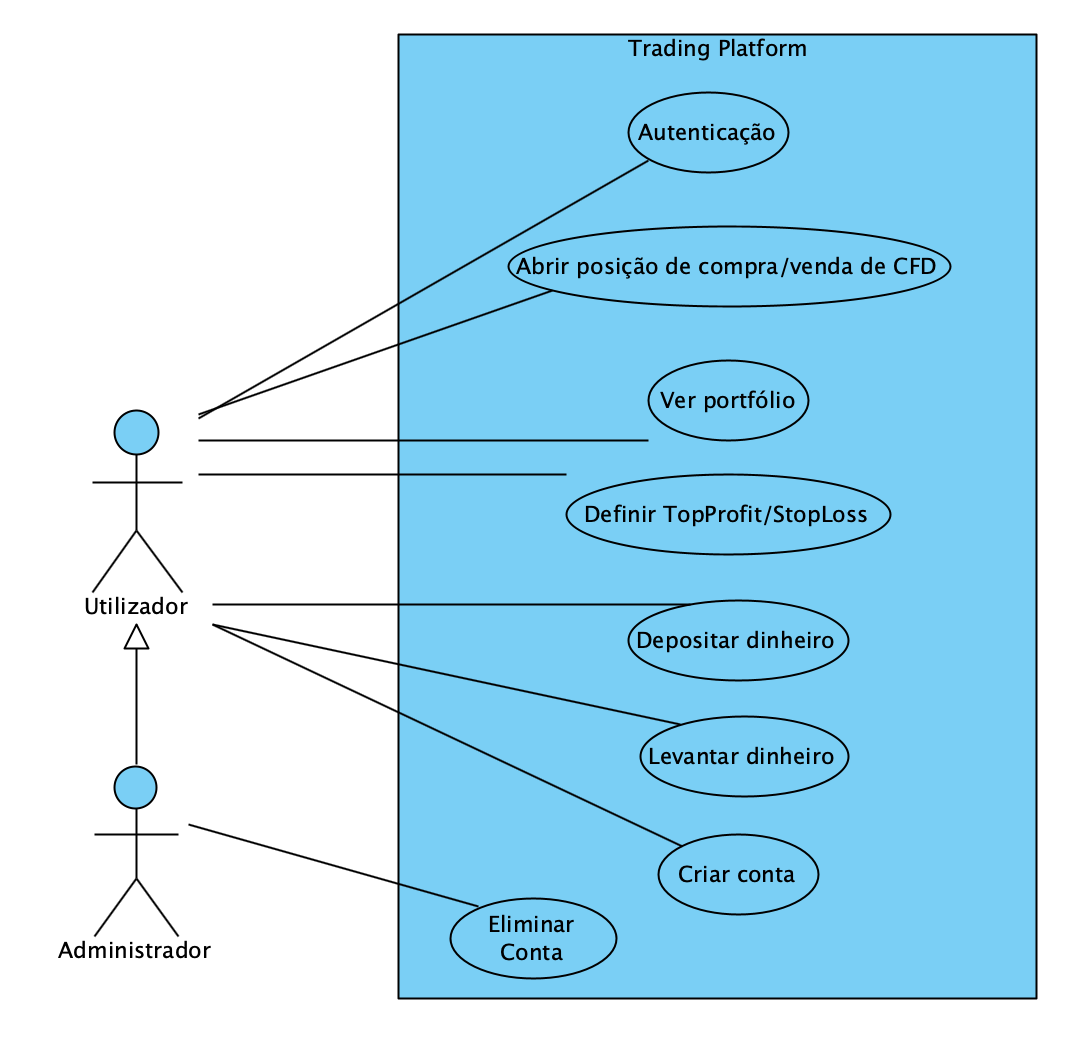 Trading Platform
Autenticação
Abrir posição de compra/venda de CFD
Ver portfólio
Definir TopProfit/StopLoss
Utilizador
Depositar dinheiro
Levantar dinheiro
Criar conta
Eliminar
Conta
Administrador